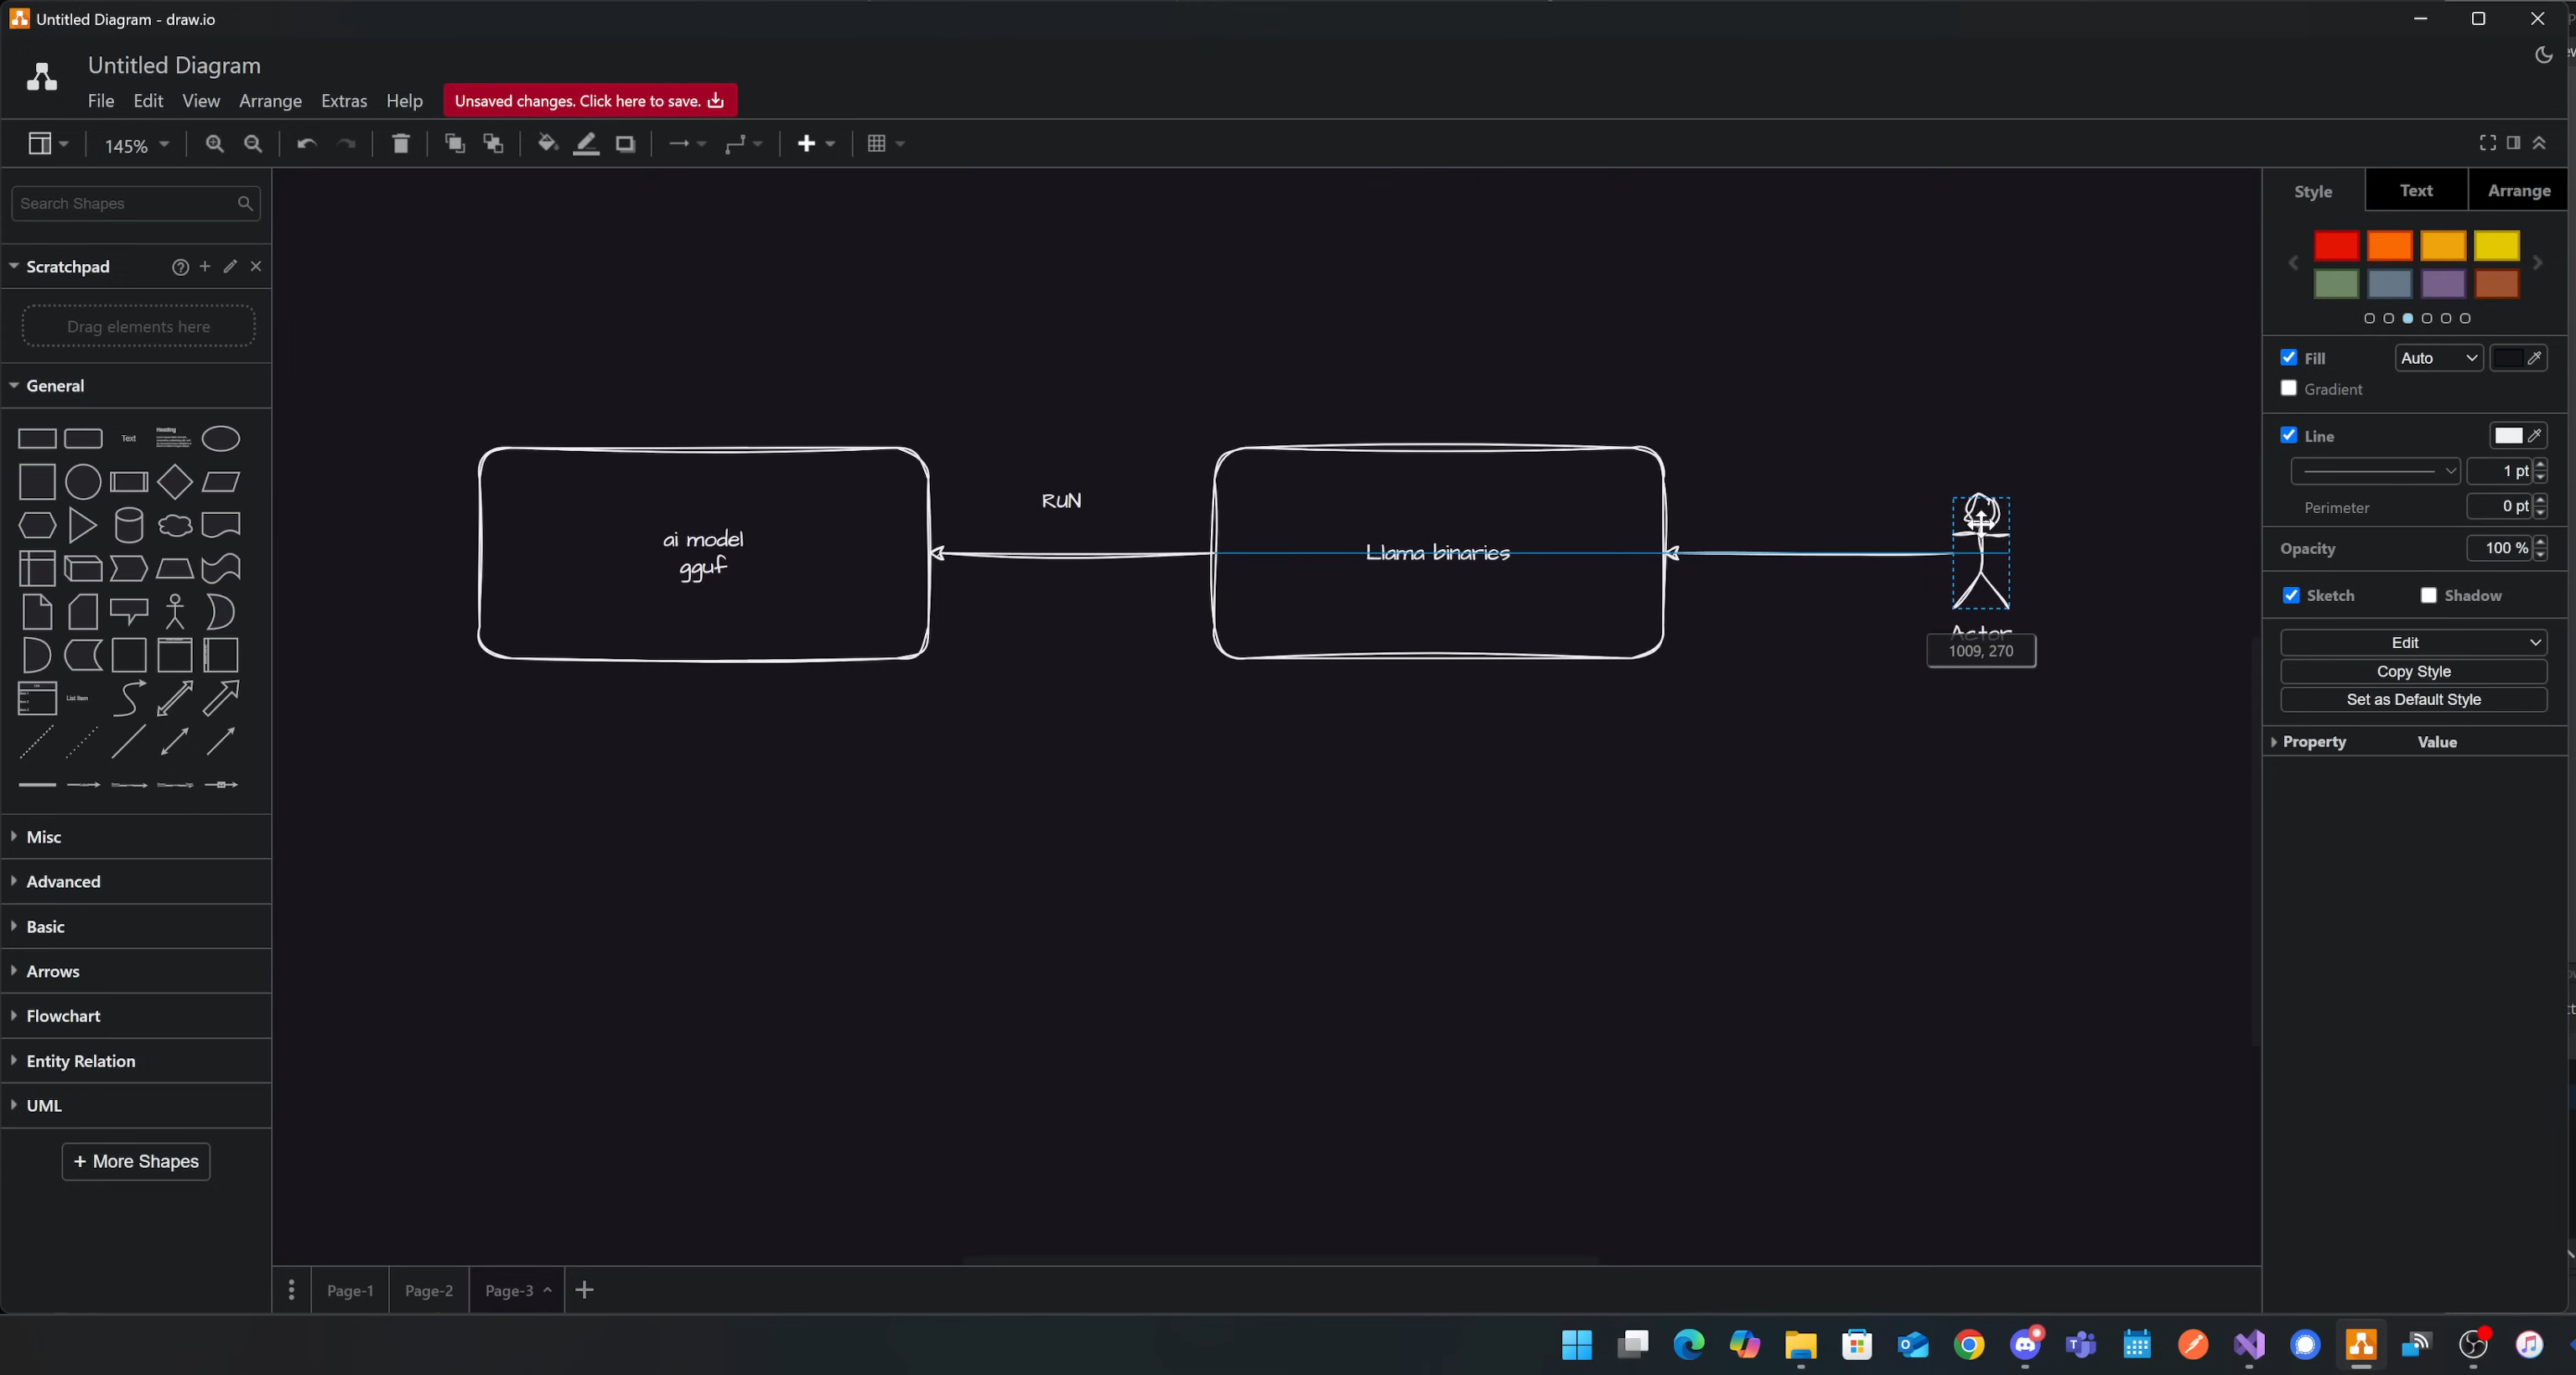 Untitled Diagram - draw.io
Untitled Diagram
File Edit View Arrange Extras Help Unsaved changes. Click here to save.
145%
Search Shapes
Scratchpad
Drag elements here
General
Text
Heading
List Item
Misc
Advanced
Basic
Arrows
Flowchart
Entity Relation
UML
+ More Shapes
ai model
gguf
RUN
Llama binaries
Actor
1009, 270
Style Text Arrange
Fill Auto
Gradient
Line
1 pt
Perimeter 0 pt
Opacity 100 %
Sketch Shadow
Edit
Copy Style
Set as Default Style
Property Value
Page-1 Page-2 Page-3